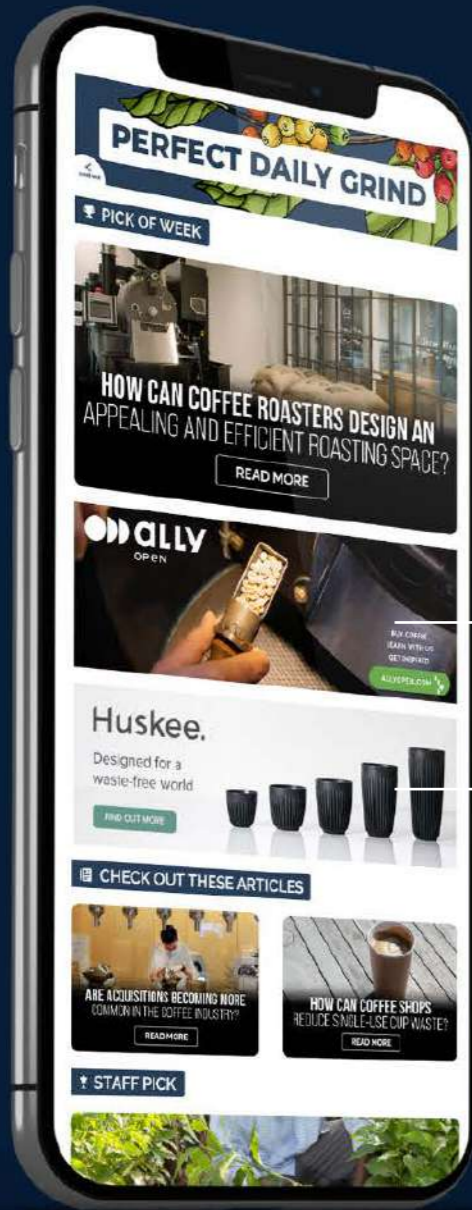 PERFECT DAILY GRIND
PICK OF WEEK
HOW CAN COFFEE ROASTERS DESIGN AN
APPEALING AND EFFICIENT ROASTING SPACE?
READ MORE
ally
OPEN
BUY COFFEE
LEARN WITH US
GET INSPIRED
ALLYOPEN.COM
Huskee.
Designed for a
waste-free world
FIND OUT MORE
CHECK OUT THESE ARTICLES
ARE ACQUISITIONS BECOMING MORE
COMMON IN THE COFFEE INDUSTRY?
READ MORE
HOW CAN COFFEE SHOPS
REDUCE SINGLE-USE CUP WASTE?
READ MORE
STAFF PICK